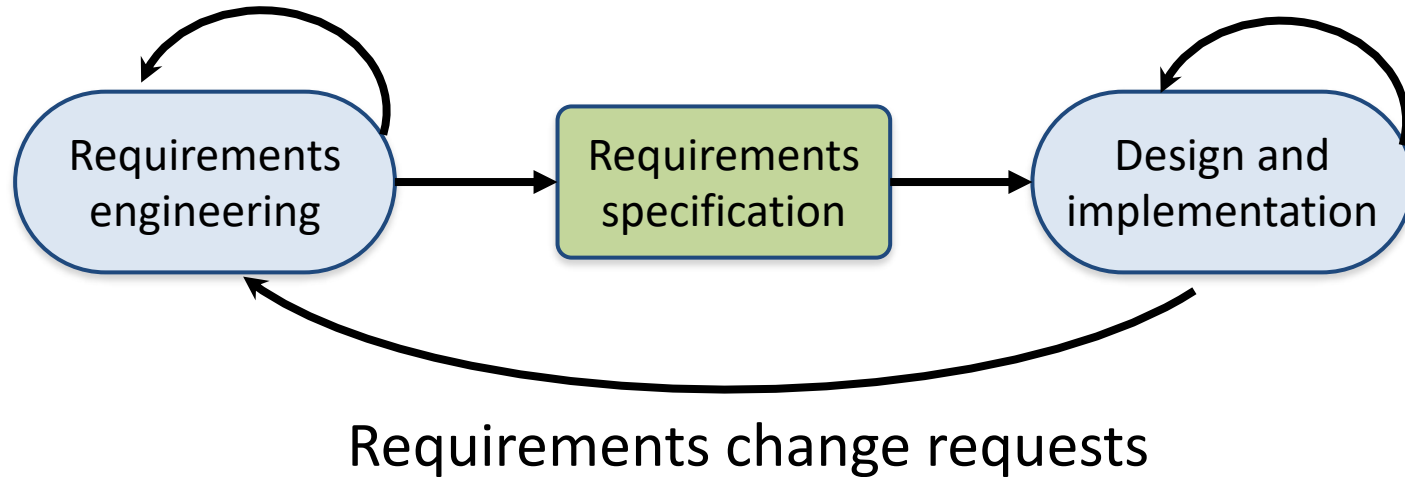 Requirements
engineering
Requirements
specification
Design and
implementation
Requirements change requests